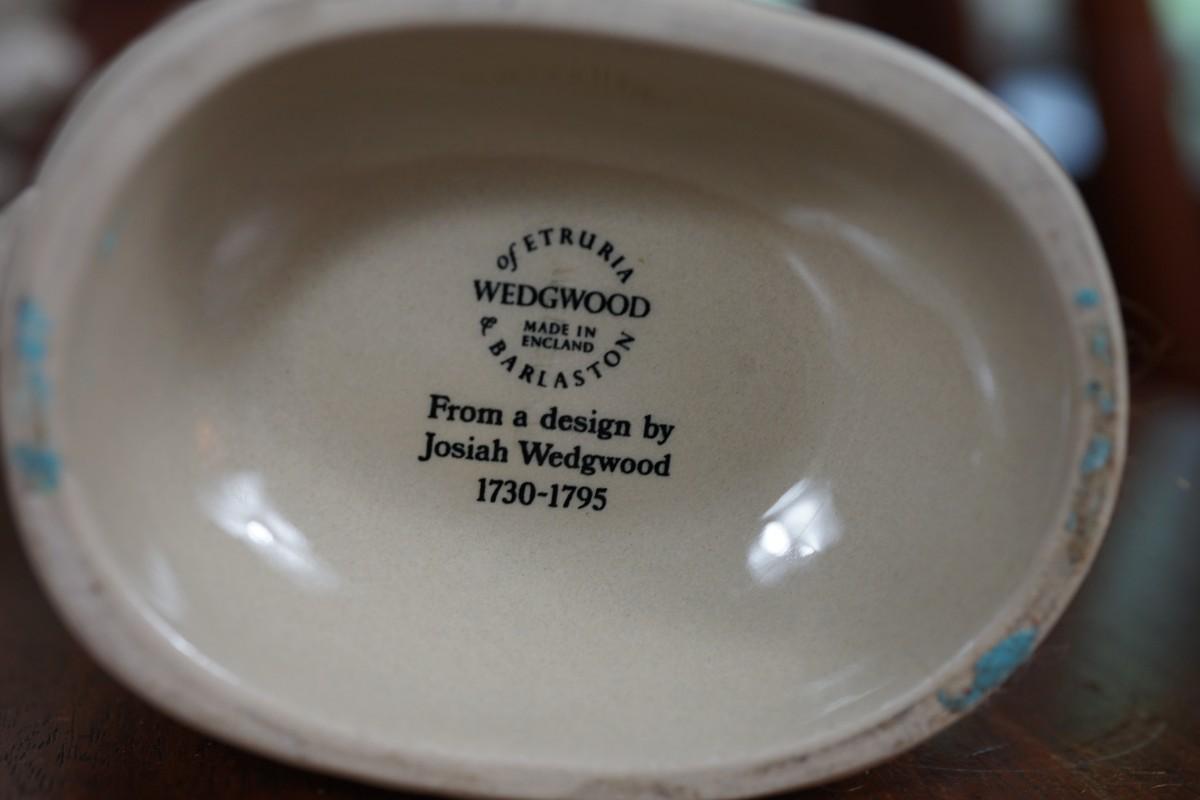 of ETRURIA
WEDGWOOD
MADE IN
ENGLAND
& BARLASTON
From a design by
Josiah Wedgwood
1730-1795